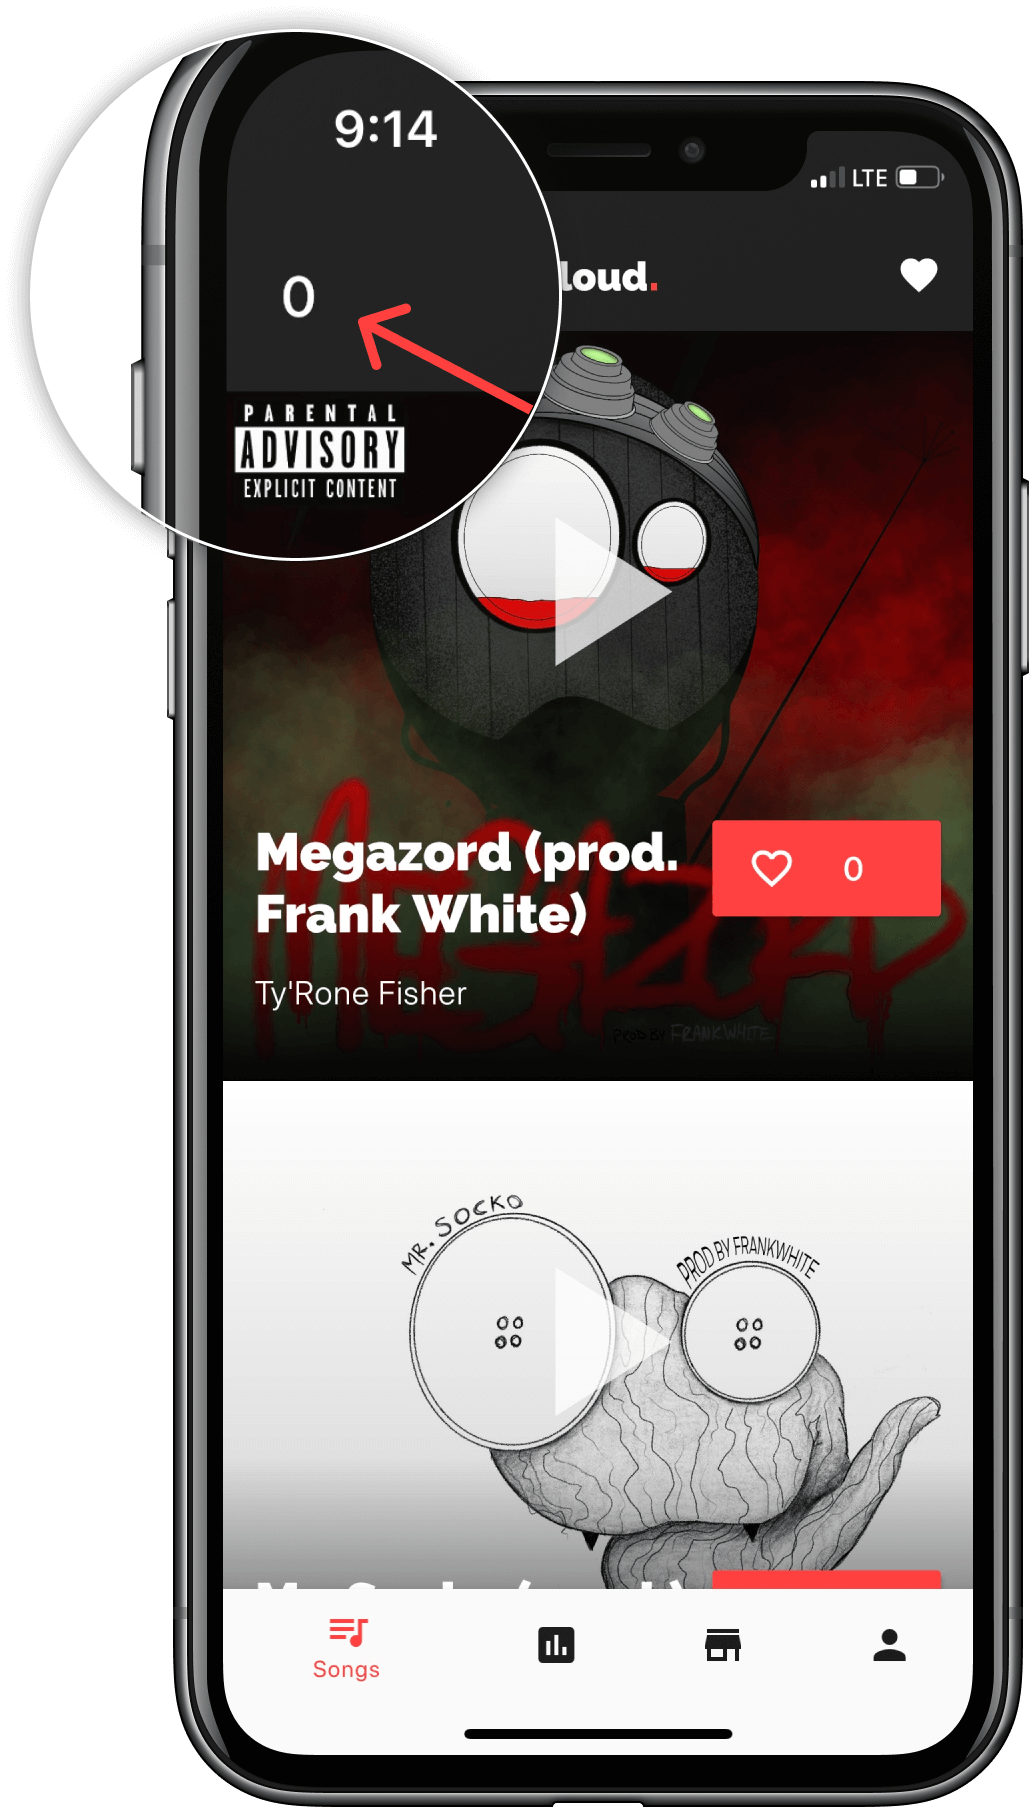 9:14
LTE
0
loud.
PARENTAL
ADVISORY
EXPLICIT CONTENT
Megazord (prod.
Frank White)
0
Ty'Rone Fisher
MEGAZORD
PROD BY FRANKWHITE
MR. SOCKO
PROD BY FRANKWHITE
Songs